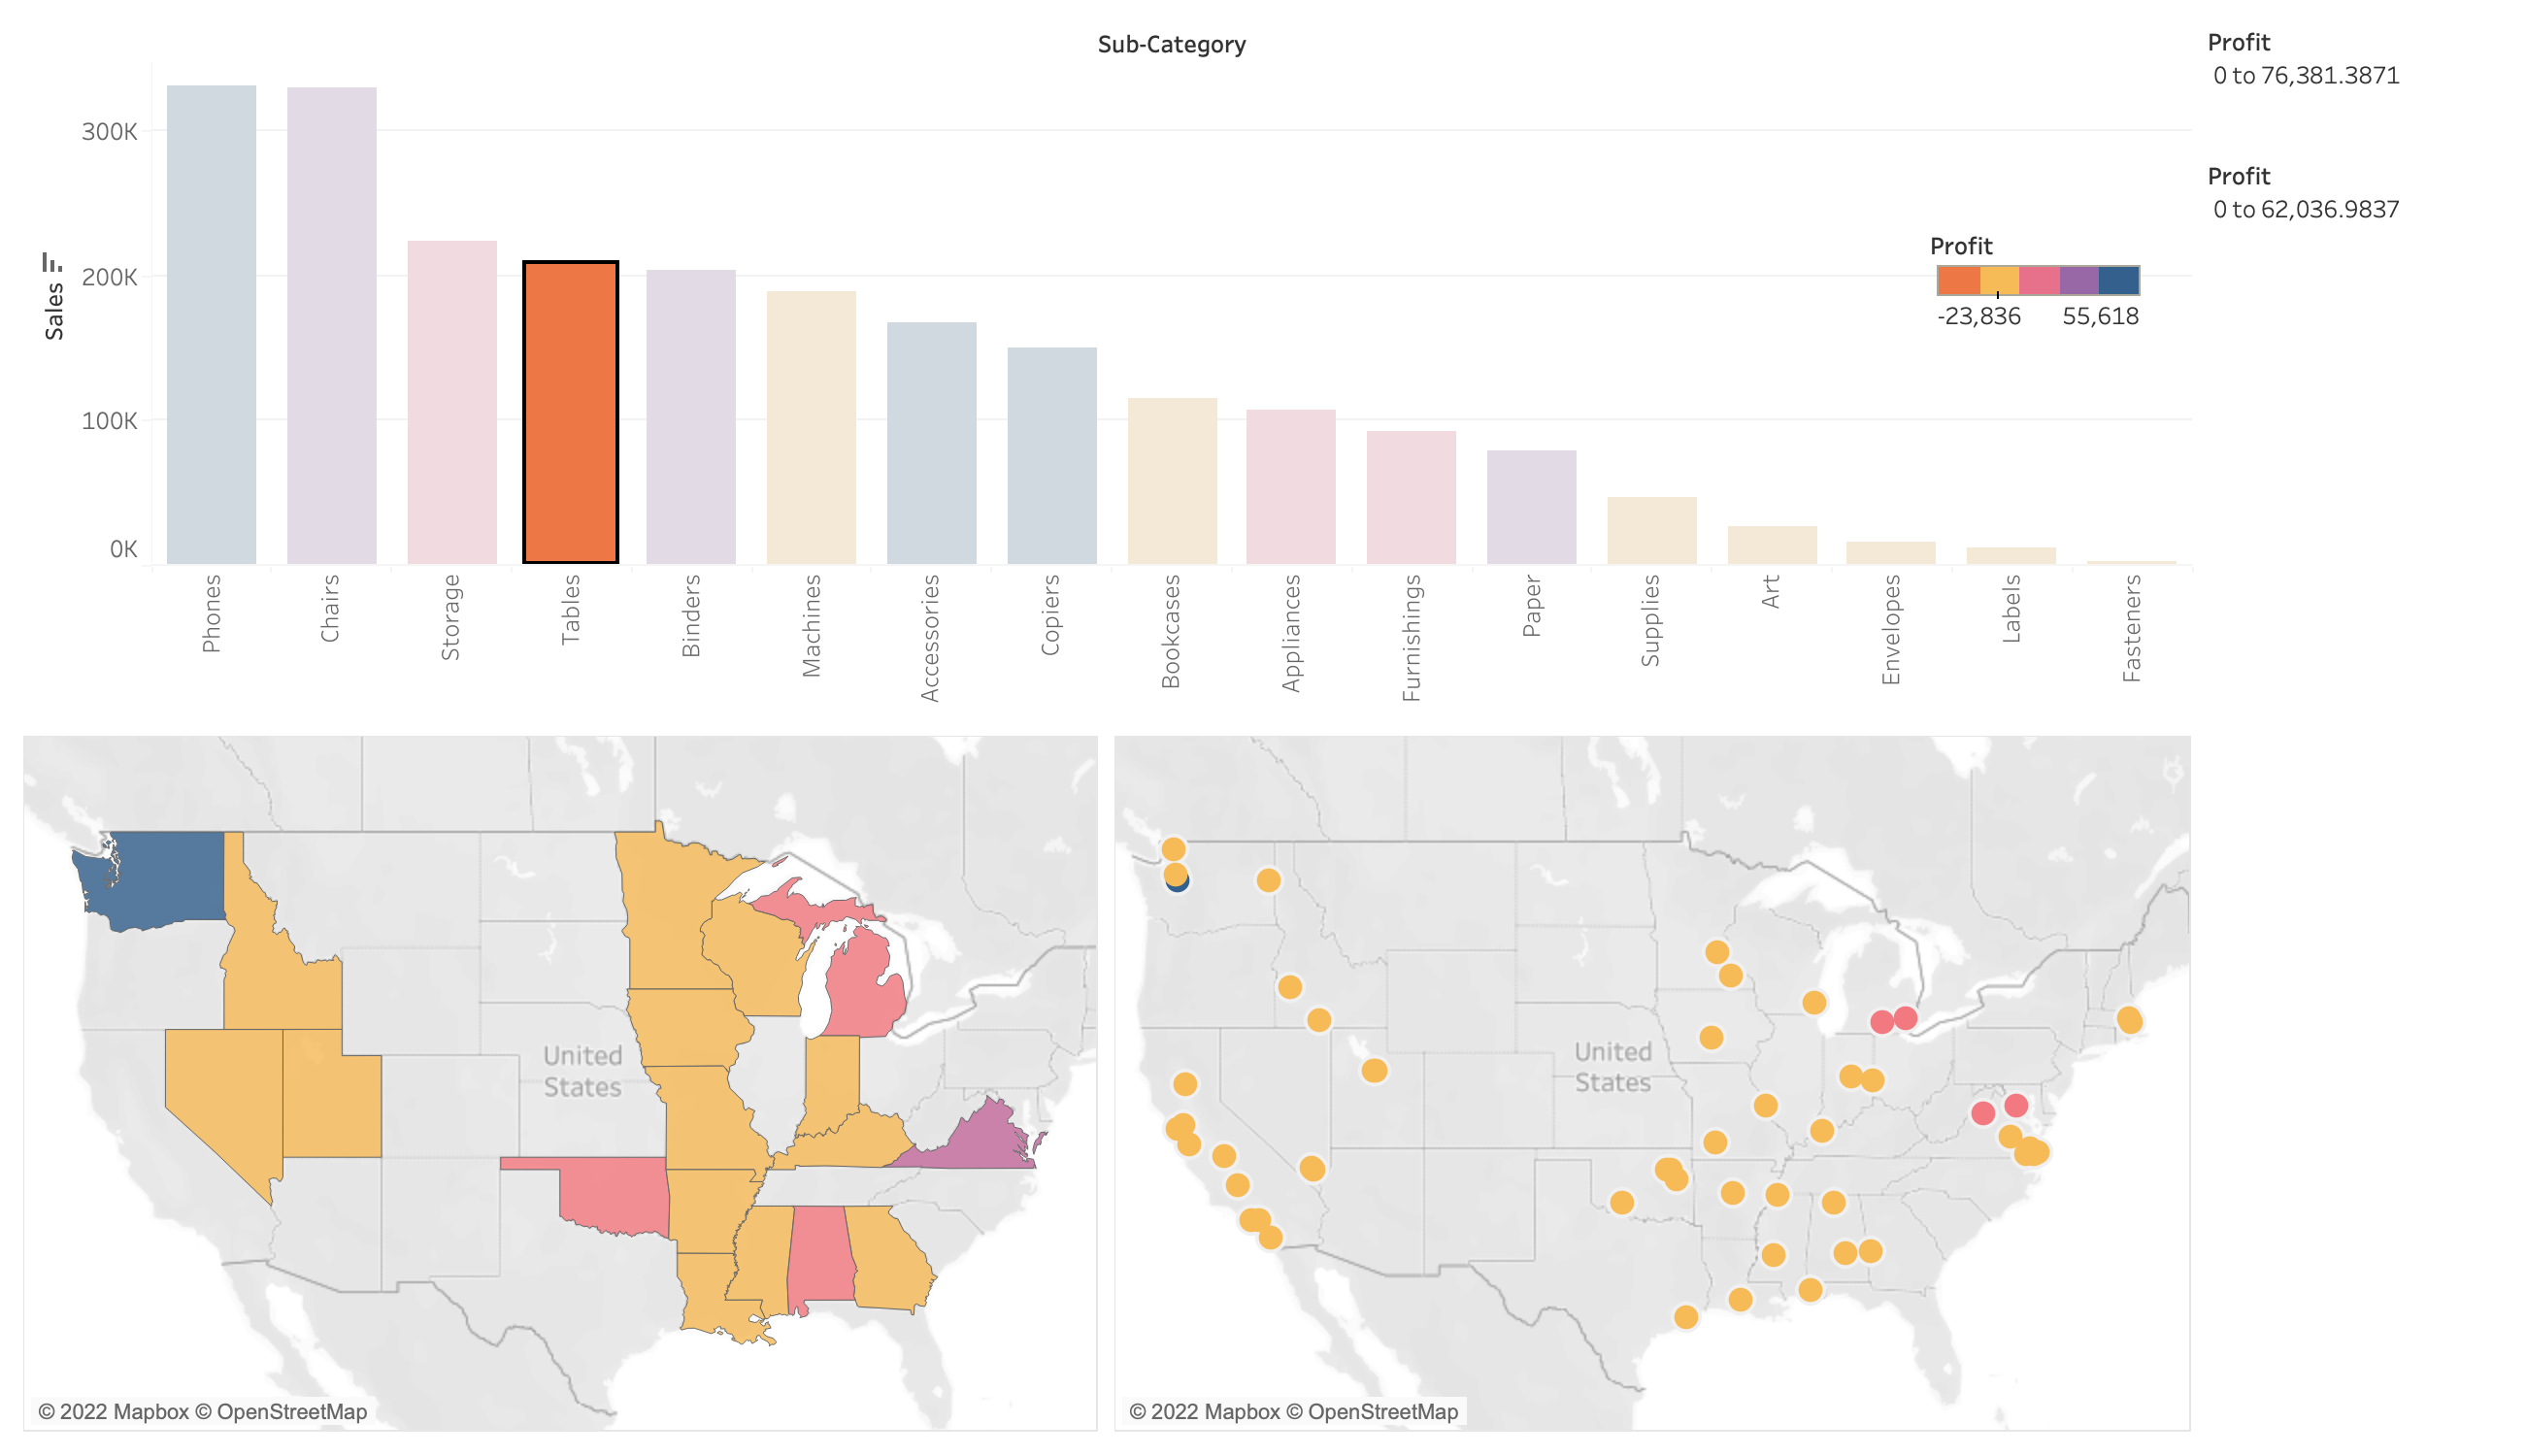 Sub-Category
Profit
0 to 76,381.3871
Profit
0 to 62,036.9837
Profit
-23,836
55,618
Sales
300K
200K
100K
0K
Phones
Chairs
Storage
Tables
Binders
Machines
Accessories
Copiers
Bookcases
Appliances
Furnishings
Paper
Supplies
Art
Envelopes
Labels
Fasteners
United
States
© 2022 Mapbox © OpenStreetMap
United
States
© 2022 Mapbox © OpenStreetMap